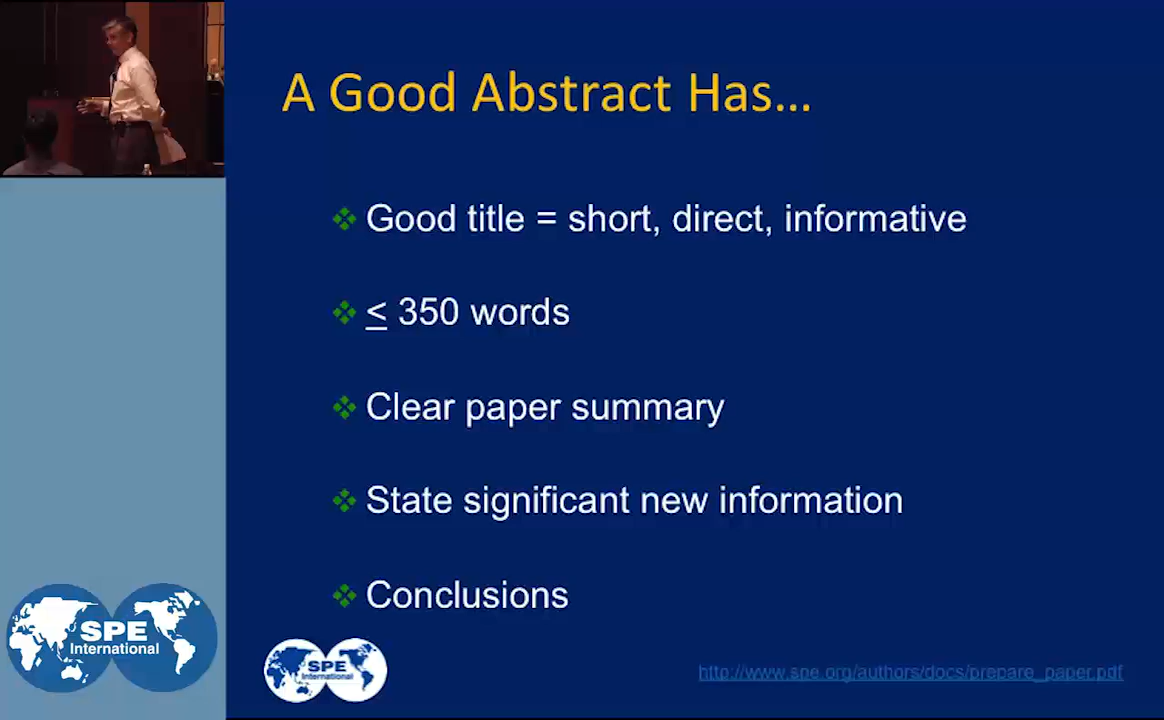 A Good Abstract Has...
Good title = short, direct, informative
≤ 350 words
Clear paper summary
State significant new information
Conclusions
SPE
International
SPE
International
http://www.spe.org/authors/docs/prepare_paper.pdf